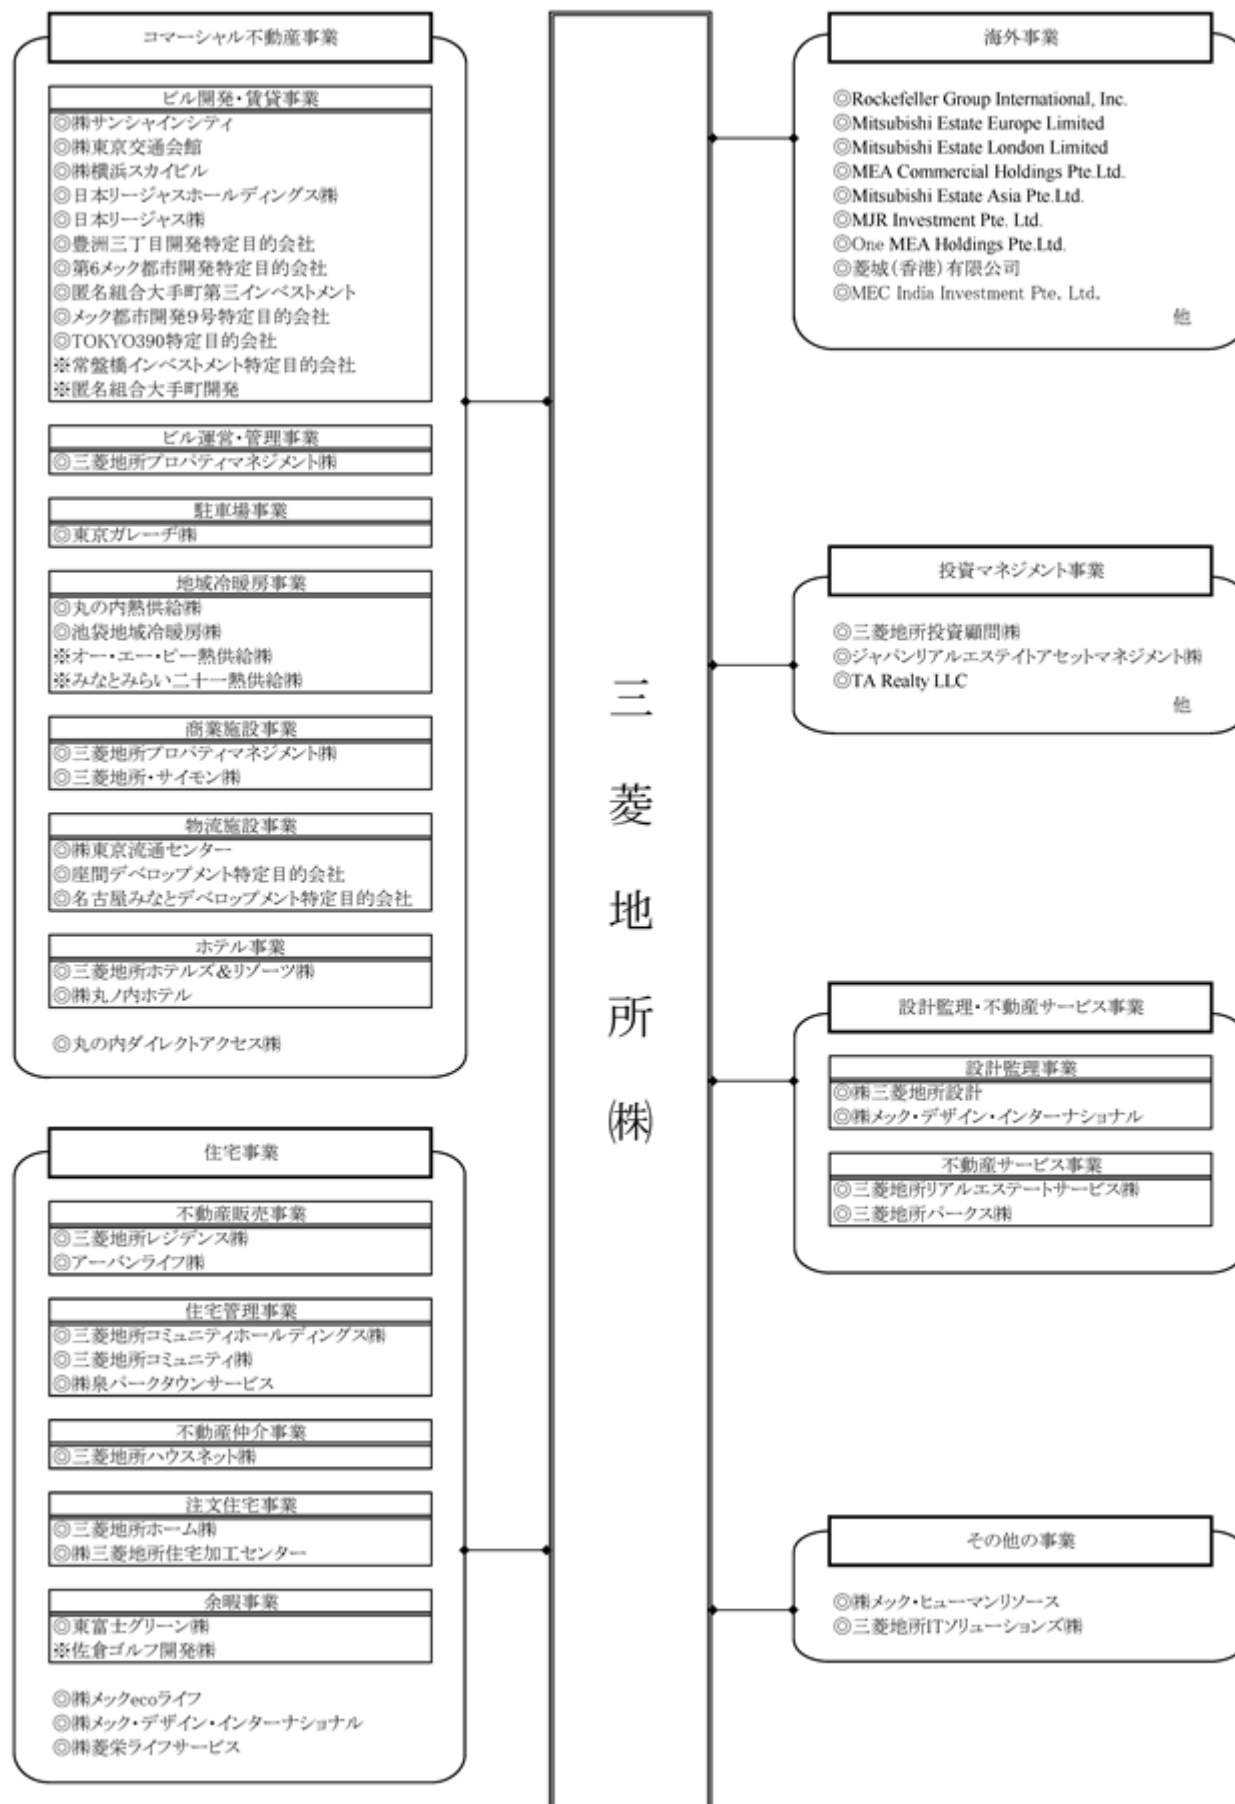 コマーシャル不動産事業
ビル開発・賃貸事業
◎㈱サンシャインシティ
◎㈱東京交通会館
◎㈱横浜スカイビル
◎日本リージャスホールディングス㈱
◎日本リージャス㈱
◎豊洲三丁目開発特定目的会社
◎第6メック都市開発特定目的会社
◎匿名組合大手町第三インベストメント
◎メック都市開発9号特定目的会社
◎TOKYO390特定目的会社
※常盤橋インベストメント特定目的会社
※匿名組合大手町開発
ビル運営・管理事業
◎三菱地所プロパティマネジメント㈱
駐車場事業
◎東京ガレーヂ㈱
地域冷暖房事業
◎丸の内熱供給㈱
◎池袋地域冷暖房㈱
※オー・エー・ピー熱供給㈱
※みなとみらい二十一熱供給㈱
商業施設事業
◎三菱地所プロパティマネジメント㈱
◎三菱地所・サイモン㈱
物流施設事業
◎㈱東京流通センター
◎座間デベロップメント特定目的会社
◎名古屋みなとデベロップメント特定目的会社
ホテル事業
◎三菱地所ホテルズ&リゾーツ㈱
◎㈱丸ノ内ホテル
◎丸の内ダイレクトアクセス㈱
住宅事業
不動産販売事業
◎三菱地所レジデンス㈱
◎アーバンライフ㈱
住宅管理事業
◎三菱地所コミュニティホールディングス㈱
◎三菱地所コミュニティ㈱
◎㈱泉パークタウンサービス
不動産仲介事業
◎三菱地所ハウスネット㈱
注文住宅事業
◎三菱地所ホーム㈱
◎㈱三菱地所住宅加工センター
余暇事業
◎東富士グリーン㈱
※佐倉ゴルフ開発㈱
◎㈱メックecoライフ
◎㈱メック・デザイン・インターナショナル
◎㈱菱栄ライフサービス
三菱地所㈱
海外事業
◎Rockefeller Group International, Inc.
◎Mitsubishi Estate Europe Limited
◎Mitsubishi Estate London Limited
◎MEA Commercial Holdings Pte.Ltd.
◎Mitsubishi Estate Asia Pte.Ltd.
◎MJR Investment Pte. Ltd.
◎One MEA Holdings Pte.Ltd.
◎菱城(香港)有限公司
◎MEC India Investment Pte. Ltd.
他
投資マネジメント事業
◎三菱地所投資顧問㈱
◎ジャパンリアルエステイトアセットマネジメント㈱
◎TA Realty LLC
他
設計監理・不動産サービス事業
設計監理事業
◎㈱三菱地所設計
◎㈱メック・デザイン・インターナショナル
不動産サービス事業
◎三菱地所リアルエステートサービス㈱
◎三菱地所パークス㈱
その他の事業
◎㈱メック・ヒューマンリソース
◎三菱地所ITソリューションズ㈱